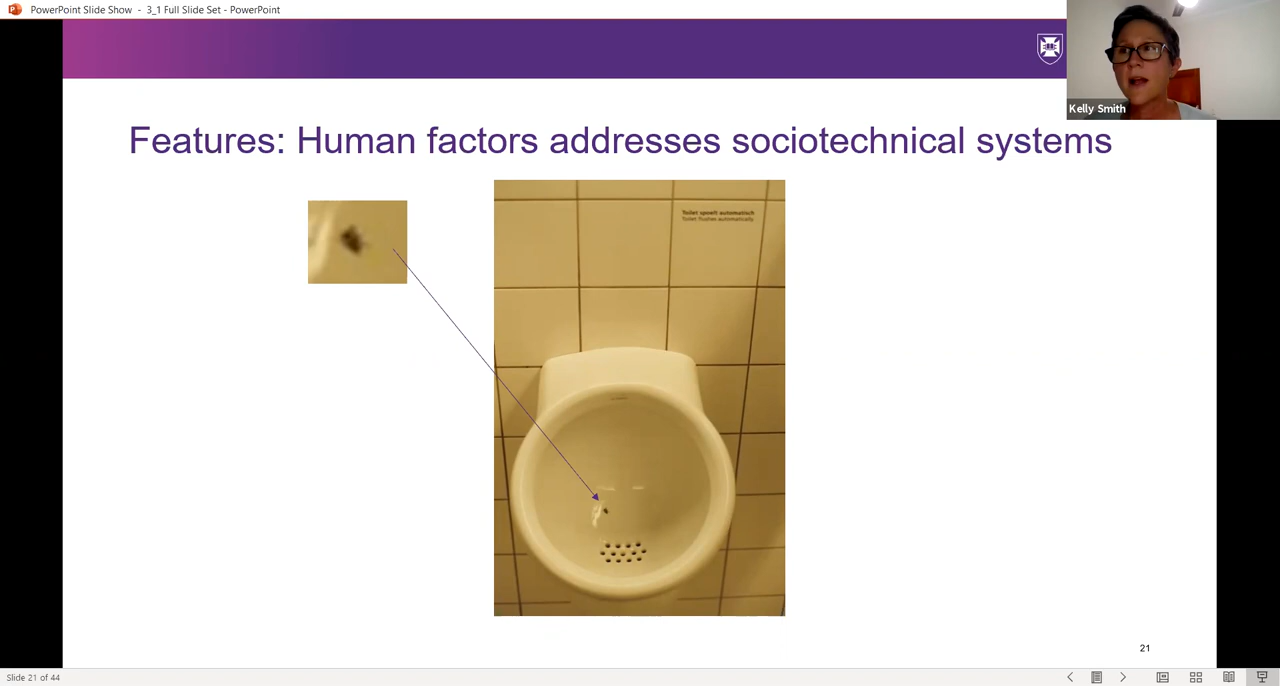 PowerPoint Slide Show - 3_1 Full Slide Set - PowerPoint
Kelly Smith
Features: Human factors addresses sociotechnical systems
Toilet spoelt automatisch
Toilet flushes automatically
21
Slide 21 of 44